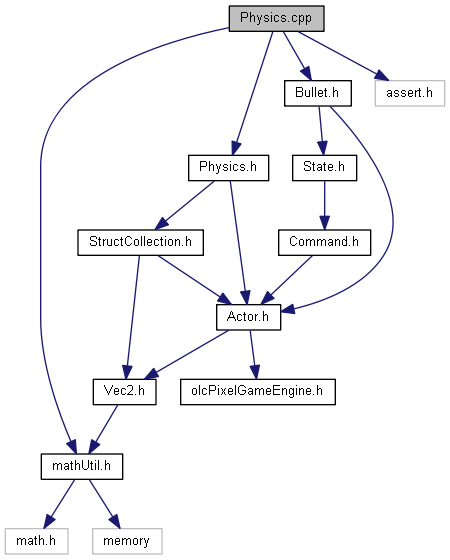 Physics.cpp
Bullet.h
assert.h
Physics.h
State.h
StructCollection.h
Command.h
Actor.h
Vec2.h
olcPixelGameEngine.h
mathUtil.h
math.h
memory